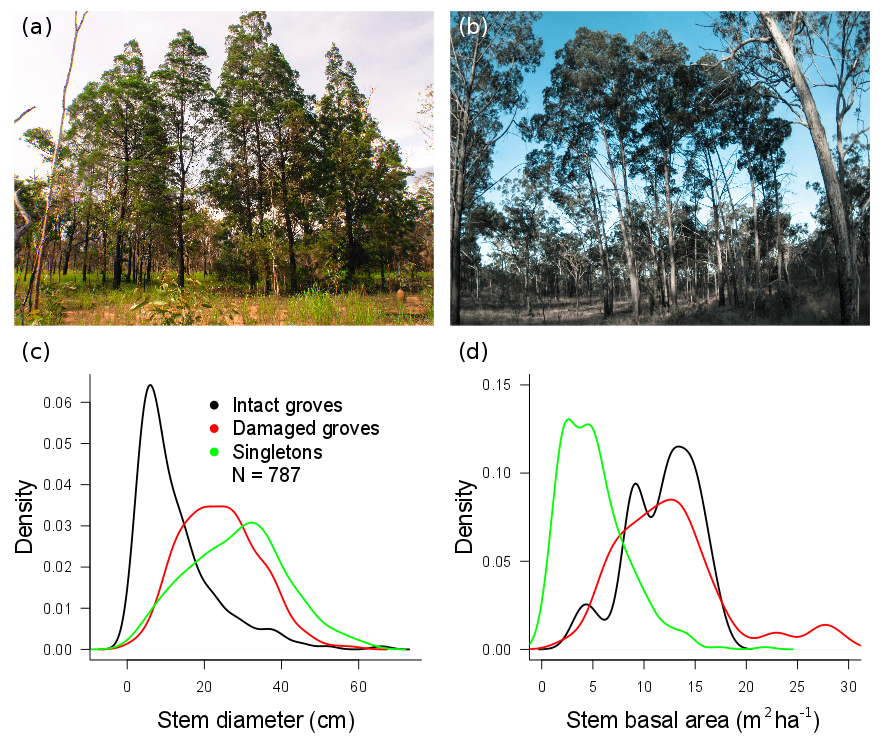 (a)
(b)
(c)
(d)
Density
0.06
0.05
0.04
0.03
0.02
0.01
0.00
Intact groves
Damaged groves
Singletons
N = 787
0 20 40 60
Stem diameter (cm)
Density
0.15
0.10
0.05
0.00
0 5 10 15 20 25 30
Stem basal area (m² ha⁻¹)